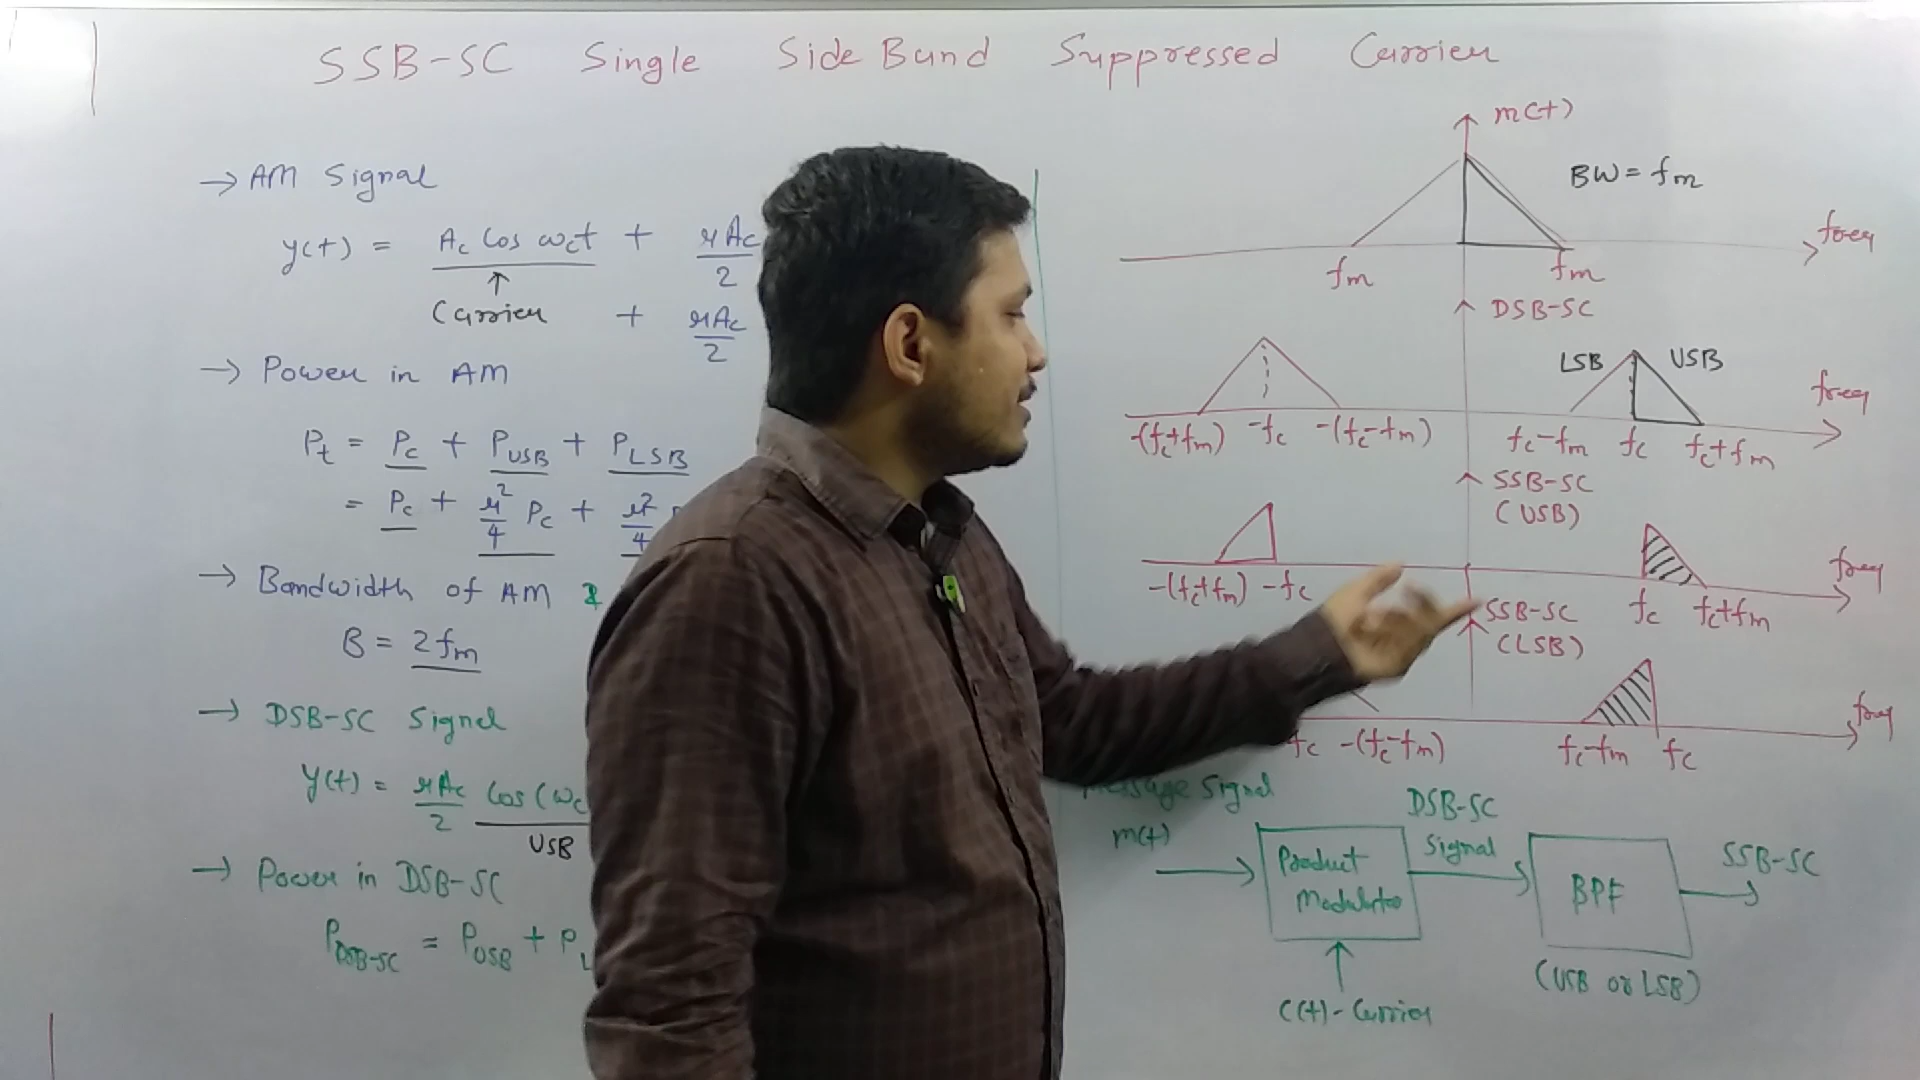 SSB-SC Single Side Band Suppressed Carrier
→ AM Signal
y(t) = Ac Cos ωct + μAc/2
↑
Carrier + μAc/2
→ Power in AM
Pt = Pc + PUSB + PLSB
= Pc + μ²/4 Pc + μ²/4
→ Bandwidth of AM
B = 2fm
→ DSB-SC Signal
y(t) = μAc/2 Cos(ωc
USB
→ Power in DSB-SC
PDSB-SC = PUSB + P
m(t)
BW = fm
freq
fm fm
DSB-SC
LSB USB
freq
-(fc+fm) -fc -(fc-fm) fc-fm fc fc+fm
SSB-SC
(USB)
freq
-(fc+fm) -fc fc fc+fm
SSB-SC
(LSB)
freq
fc -(fc-fm) fc-fm fc
message Signal
m(t)
Product
Modulator
DSB-SC
Signal
BPF
SSB-SC
(USB or LSB)
C(t)-Carrier